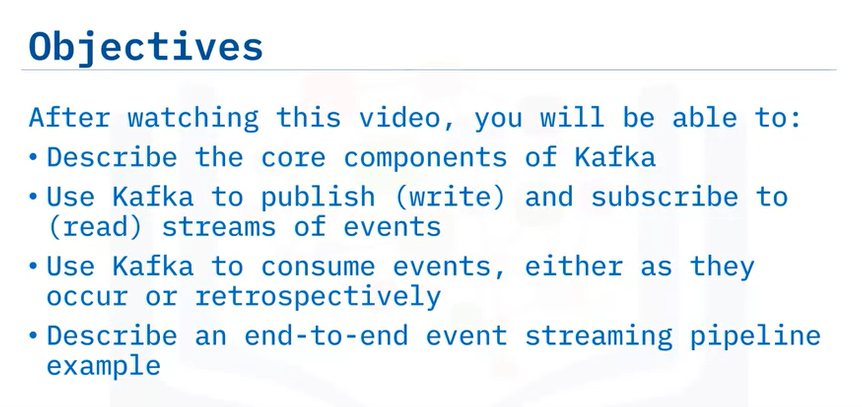 Objectives
After watching this video, you will be able to:
• Describe the core components of Kafka
• Use Kafka to publish (write) and subscribe to
(read) streams of events
• Use Kafka to consume events, either as they
occur or retrospectively
• Describe an end-to-end event streaming pipeline
example